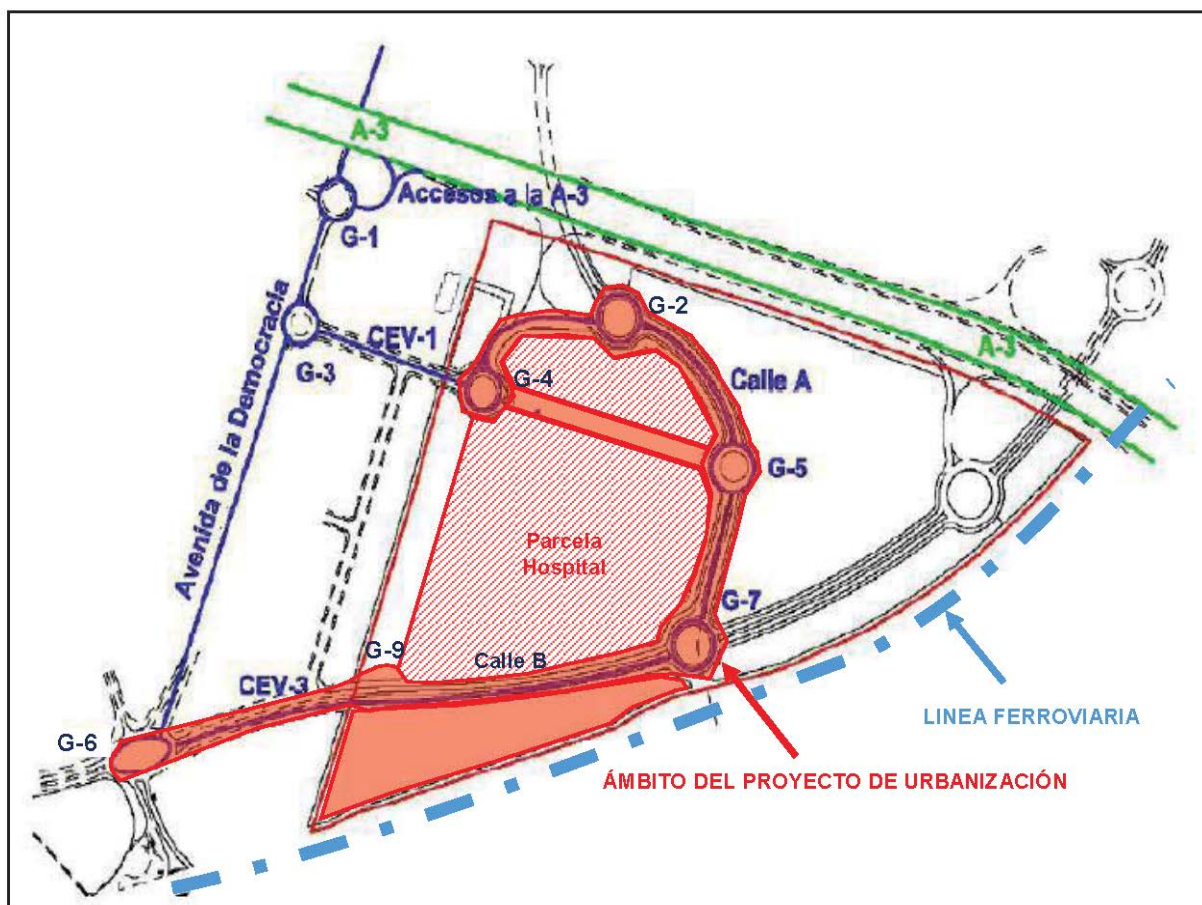 A-3
Accesos a la A-3
G-1
G-2
Avenida de la Democracia
CEV-1
G-3
A-3
G-4
Calle A
G-5
Parcela
Hospital
G-7
G-9
Calle B
CEV-3
LINEA FERROVIARIA
G-6
ÁMBITO DEL PROYECTO DE URBANIZACIÓN